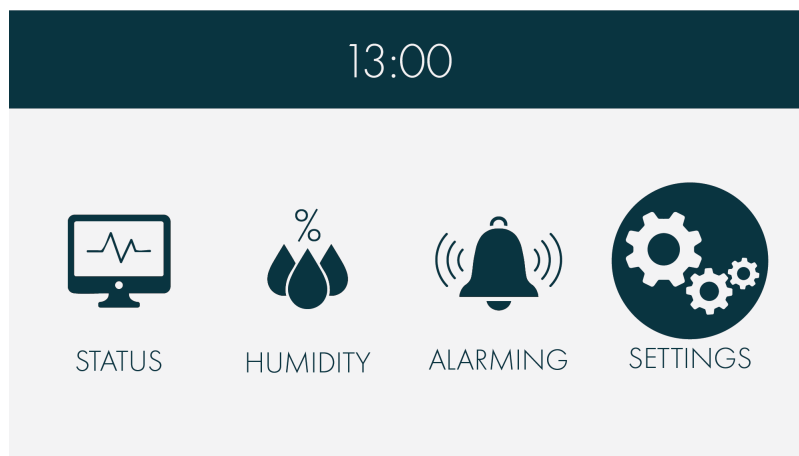 13:00
%
STATUS
HUMIDITY
ALARMING
SETTINGS